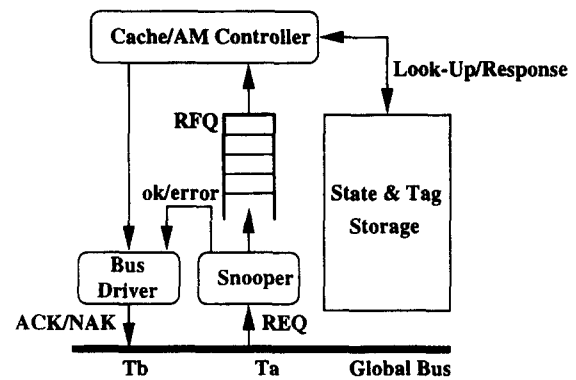 Cache/AM Controller
Look-Up/Response
RFQ
ok/error
State & Tag
Storage
Bus
Driver
Snooper
ACK/NAK
REQ
Tb
Ta
Global Bus